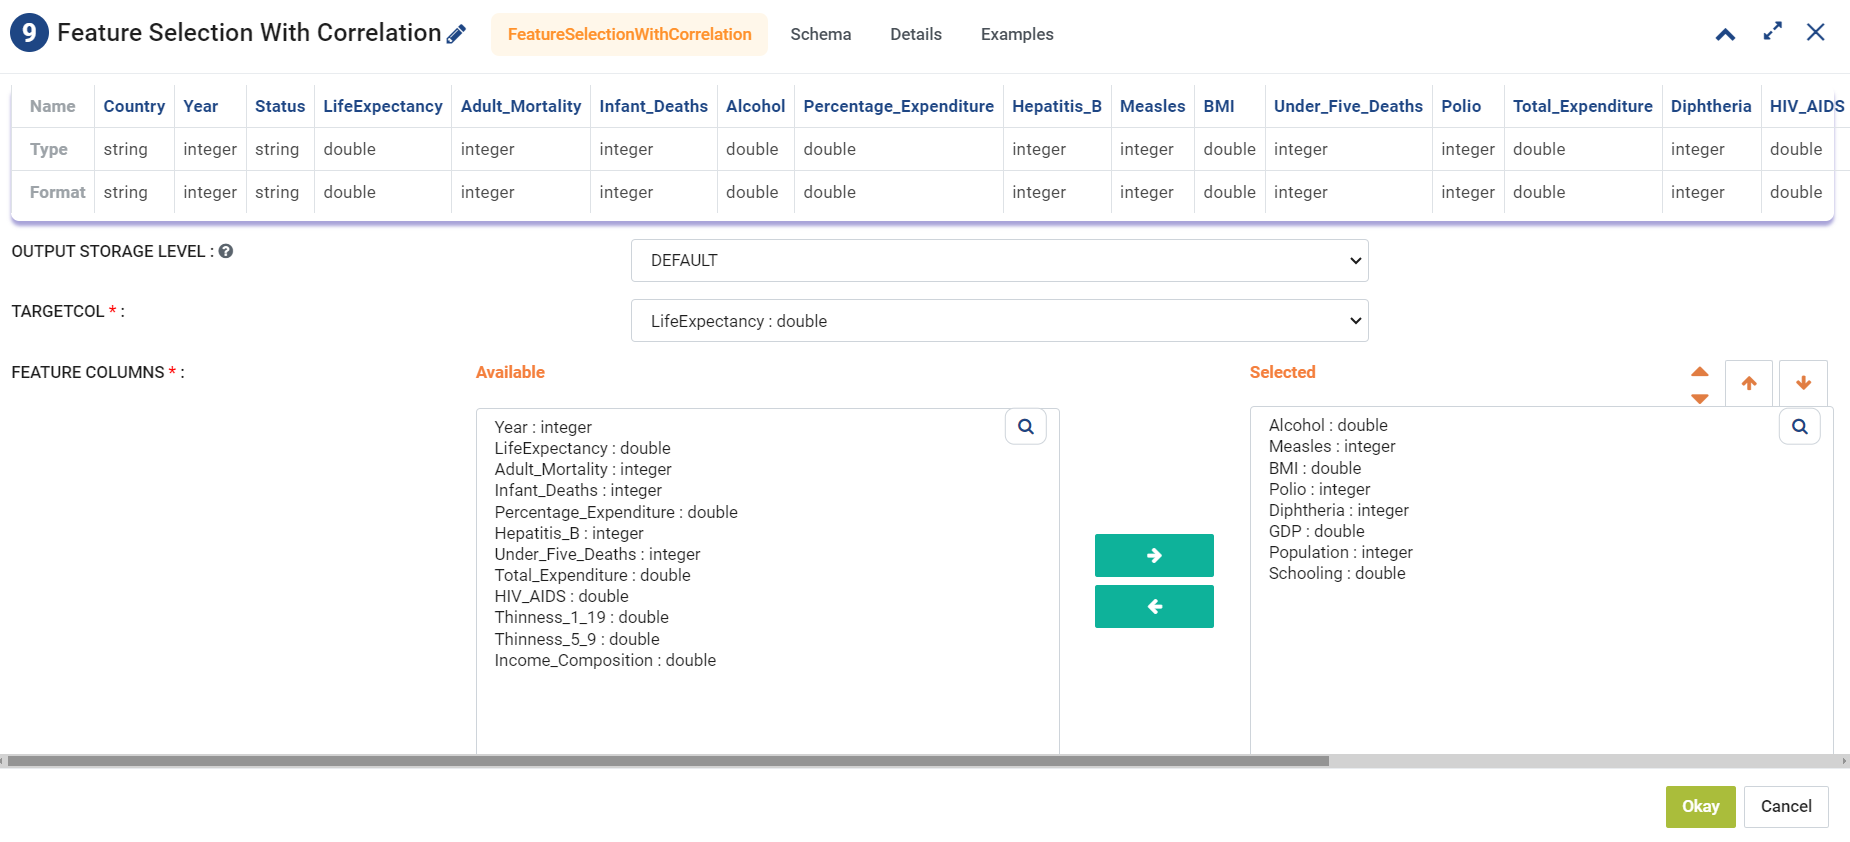 9 Feature Selection With Correlation FeatureSelectionWithCorrelation Schema Details Examples
Name Country Year Status LifeExpectancy Adult_Mortality Infant_Deaths Alcohol Percentage_Expenditure Hepatitis_B Measles BMI Under_Five_Deaths Polio Total_Expenditure Diphtheria HIV_AIDS
Type string integer string double integer integer double double integer integer double integer integer double integer double
Format string integer string double integer integer double double integer integer double integer integer double integer double
OUTPUT STORAGE LEVEL : ?
DEFAULT
TARGETCOL * :
LifeExpectancy : double
FEATURE COLUMNS * :
Available
Year : integer
LifeExpectancy : double
Adult_Mortality : integer
Infant_Deaths : integer
Percentage_Expenditure : double
Hepatitis_B : integer
Under_Five_Deaths : integer
Total_Expenditure : double
HIV_AIDS : double
Thinness_1_19 : double
Thinness_5_9 : double
Income_Composition : double
Selected
Alcohol : double
Measles : integer
BMI : double
Polio : integer
Diphtheria : integer
GDP : double
Population : integer
Schooling : double
Okay Cancel